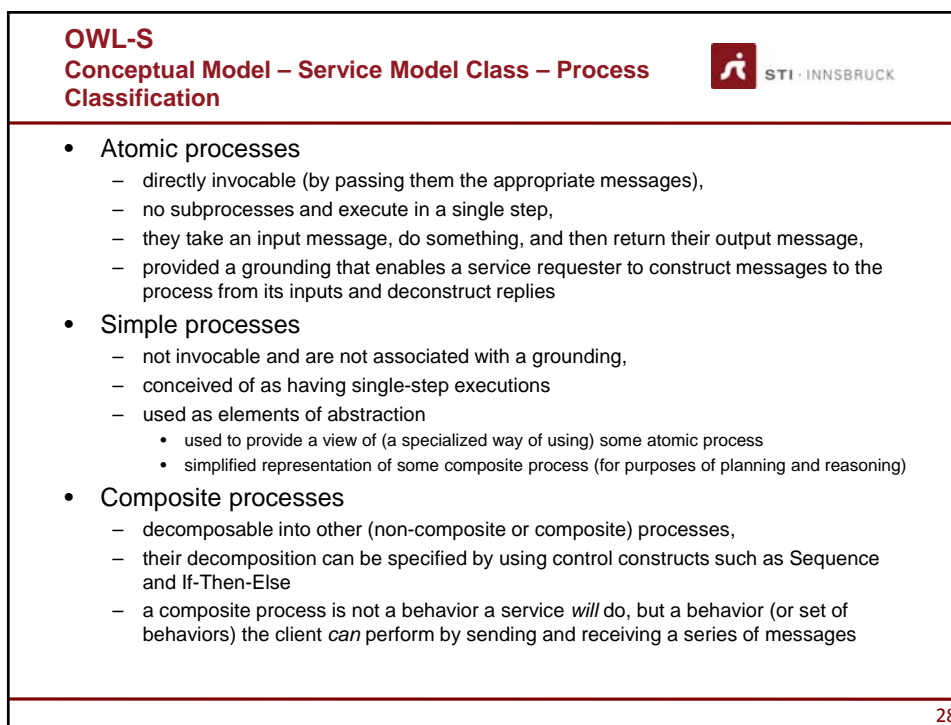 OWL-S
Conceptual Model – Service Model Class – Process
Classification
STI · INNSBRUCK
• Atomic processes
– directly invocable (by passing them the appropriate messages),
– no subprocesses and execute in a single step,
– they take an input message, do something, and then return their output message,
– provided a grounding that enables a service requester to construct messages to the
process from its inputs and deconstruct replies
• Simple processes
– not invocable and are not associated with a grounding,
– conceived of as having single-step executions
– used as elements of abstraction
• used to provide a view of (a specialized way of using) some atomic process
• simplified representation of some composite process (for purposes of planning and reasoning)
• Composite processes
– decomposable into other (non-composite or composite) processes,
– their decomposition can be specified by using control constructs such as Sequence
and If-Then-Else
– a composite process is not a behavior a service will do, but a behavior (or set of
behaviors) the client can perform by sending and receiving a series of messages
28